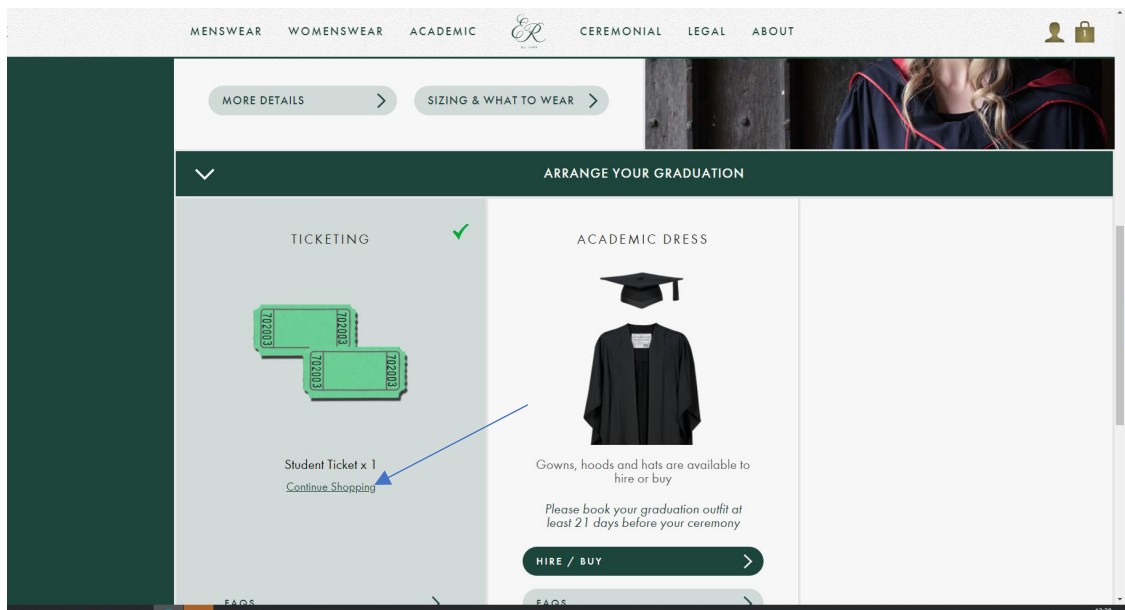 MENSWEAR WOMENSWEAR ACADEMIC ER CEREMONIAL LEGAL ABOUT
1
MORE DETAILS
SIZING & WHAT TO WEAR
ARRANGE YOUR GRADUATION
TICKETING
702003
702003
702003
702003
Student Ticket x 1
Continue Shopping
FAQS
ACADEMIC DRESS
Gowns, hoods and hats are available to
hire or buy
Please book your graduation outfit at
least 21 days before your ceremony
HIRE / BUY
FAQS